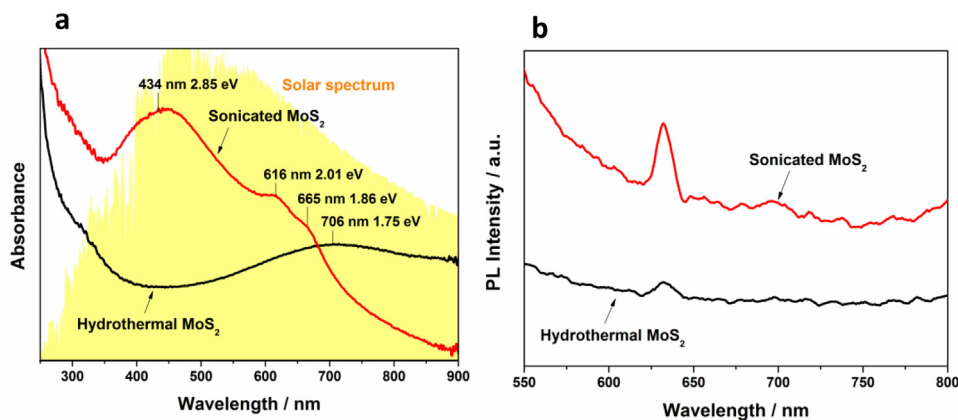 a
Absorbance
434 nm 2.85 eV
Solar spectrum
Sonicated MoS₂
616 nm 2.01 eV
665 nm 1.86 eV
706 nm 1.75 eV
Hydrothermal MoS₂
300 400 500 600 700 800 900
Wavelength / nm
b
PL Intensity / a.u.
Sonicated MoS₂
Hydrothermal MoS₂
550 600 650 700 750 800
Wavelength / nm